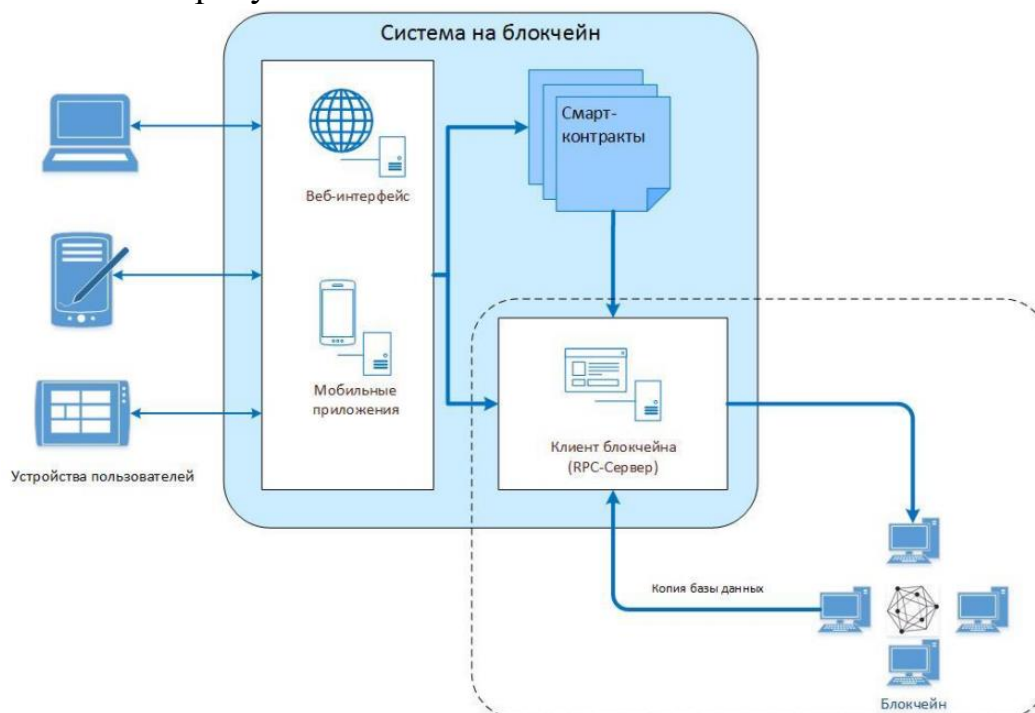 Система на блокчейн
Смарт-
контракты
Веб-интерфейс
Мобильные
приложения
Устройства пользователей
Клиент блокчейна
(RPC-Сервер)
Копия базы данных
Блокчейн